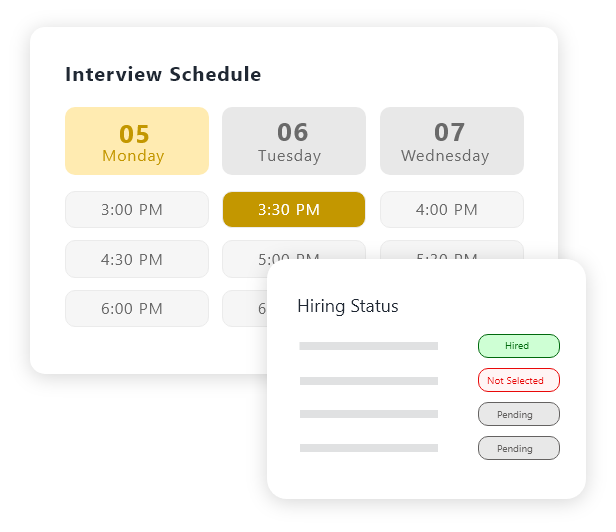 Interview Schedule
05 06 07
Monday Tuesday Wednesday
3:00 PM 3:30 PM 4:00 PM
4:30 PM 5:00 PM 5:30 PM
6:00 PM 6
Hiring Status
Hired
Not Selected
Pending
Pending